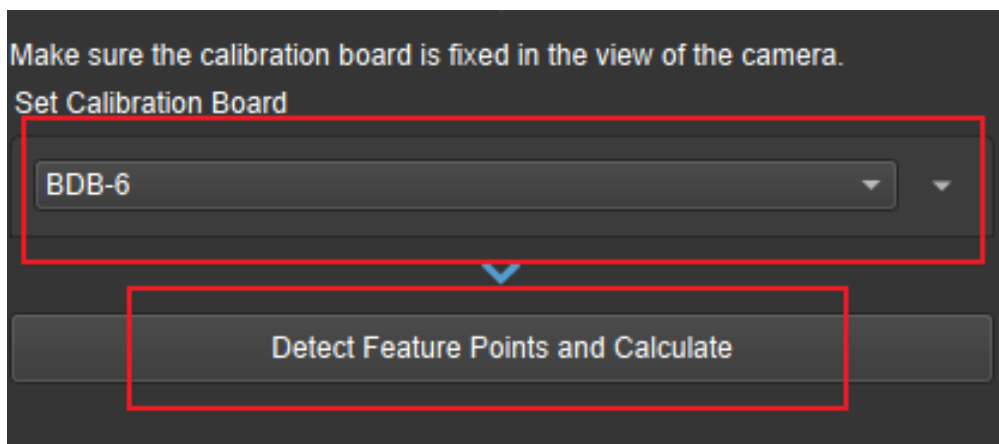 Make sure the calibration board is fixed in the view of the camera.
Set Calibration Board
BDB-6
Detect Feature Points and Calculate